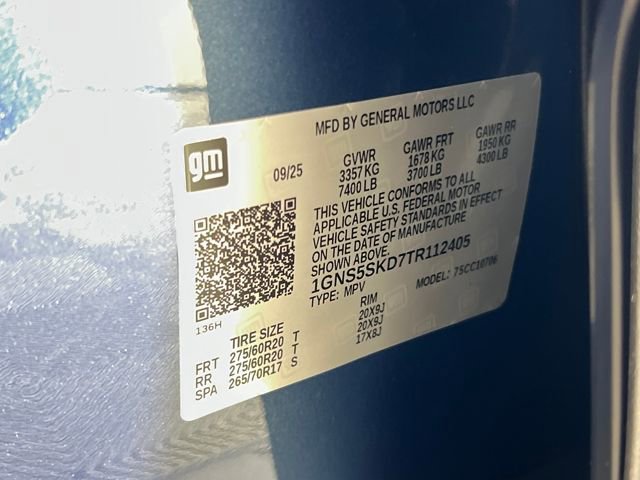 MFD BY GENERAL MOTORS LLC
gm
09/25
GVWR
3357 KG
7400 LB
GAWR FRT
1678 KG
3700 LB
GAWR RR
1950 KG
4300 LB
THIS VEHICLE CONFORMS TO ALL
APPLICABLE U.S. FEDERAL MOTOR
VEHICLE SAFETY STANDARDS IN EFFECT
ON THE DATE OF MANUFACTURE
SHOWN ABOVE.
1GNS5SKD7TR112405
TYPE: MPV
MODEL: 7SCC10706
136H
TIRE SIZE
RIM
FRT 275/60R20 T 20X9J
RR 275/60R20 T 20X9J
SPA 265/70R17 S 17X8J